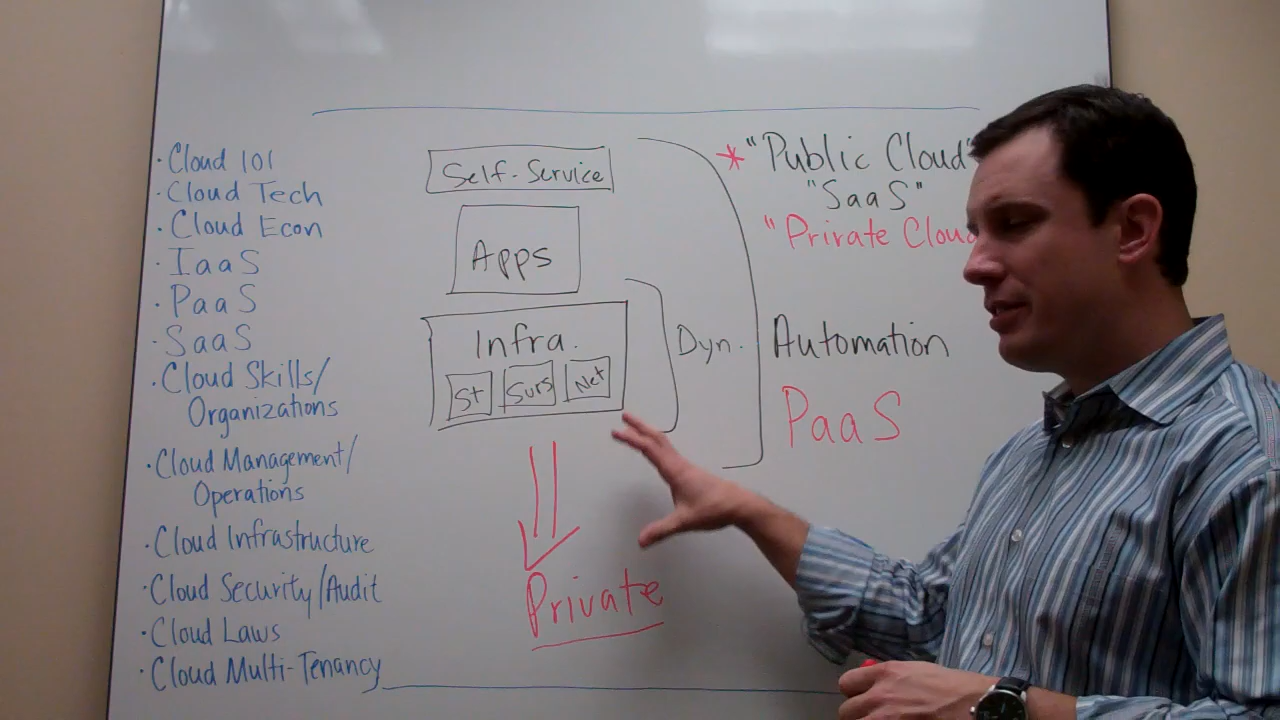 · Cloud 101
· Cloud Tech
· Cloud Econ
· IaaS
· PaaS
· SaaS
· Cloud Skills/
Organizations
· Cloud Management/
Operations
· Cloud Infrastructure
· Cloud Security/Audit
· Cloud Laws
· Cloud Multi-Tenancy
Self-Service
Apps
Infra.
St
Survs
Net
Dyn.
Private
* "Public Cloud"
"SaaS"
"Private Cloud
Automation
PaaS